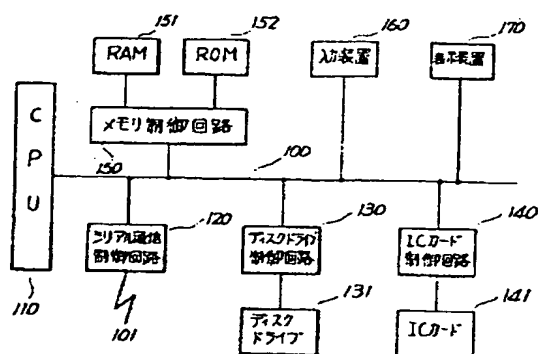 151
152
160
170
RAM
ROM
入力装置
表示装置
CPU
メモリ制御回路
150
100
120
130
140
シリアル通信
制御回路
ディスクドライブ
制御回路
ICカード
制御回路
110
101
131
141
ディスク
ドライブ
ICカード